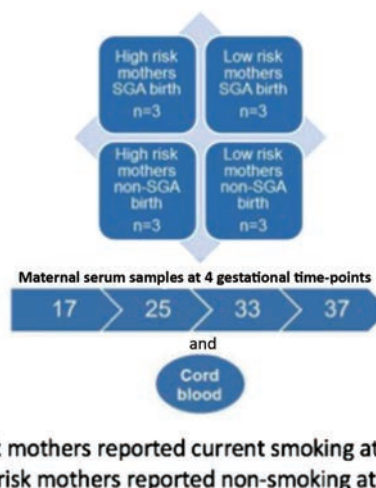 High risk
mothers
SGA birth
n=3
Low risk
mothers
SGA birth
n=3
High risk
mothers
non-SGA
birth
n=3
Low risk
mothers
non-SGA
birth
n=3
Maternal serum samples at 4 gestational time-points
17 25 33 37
and
Cord
blood
mothers reported current smoking at
risk mothers reported non-smoking at